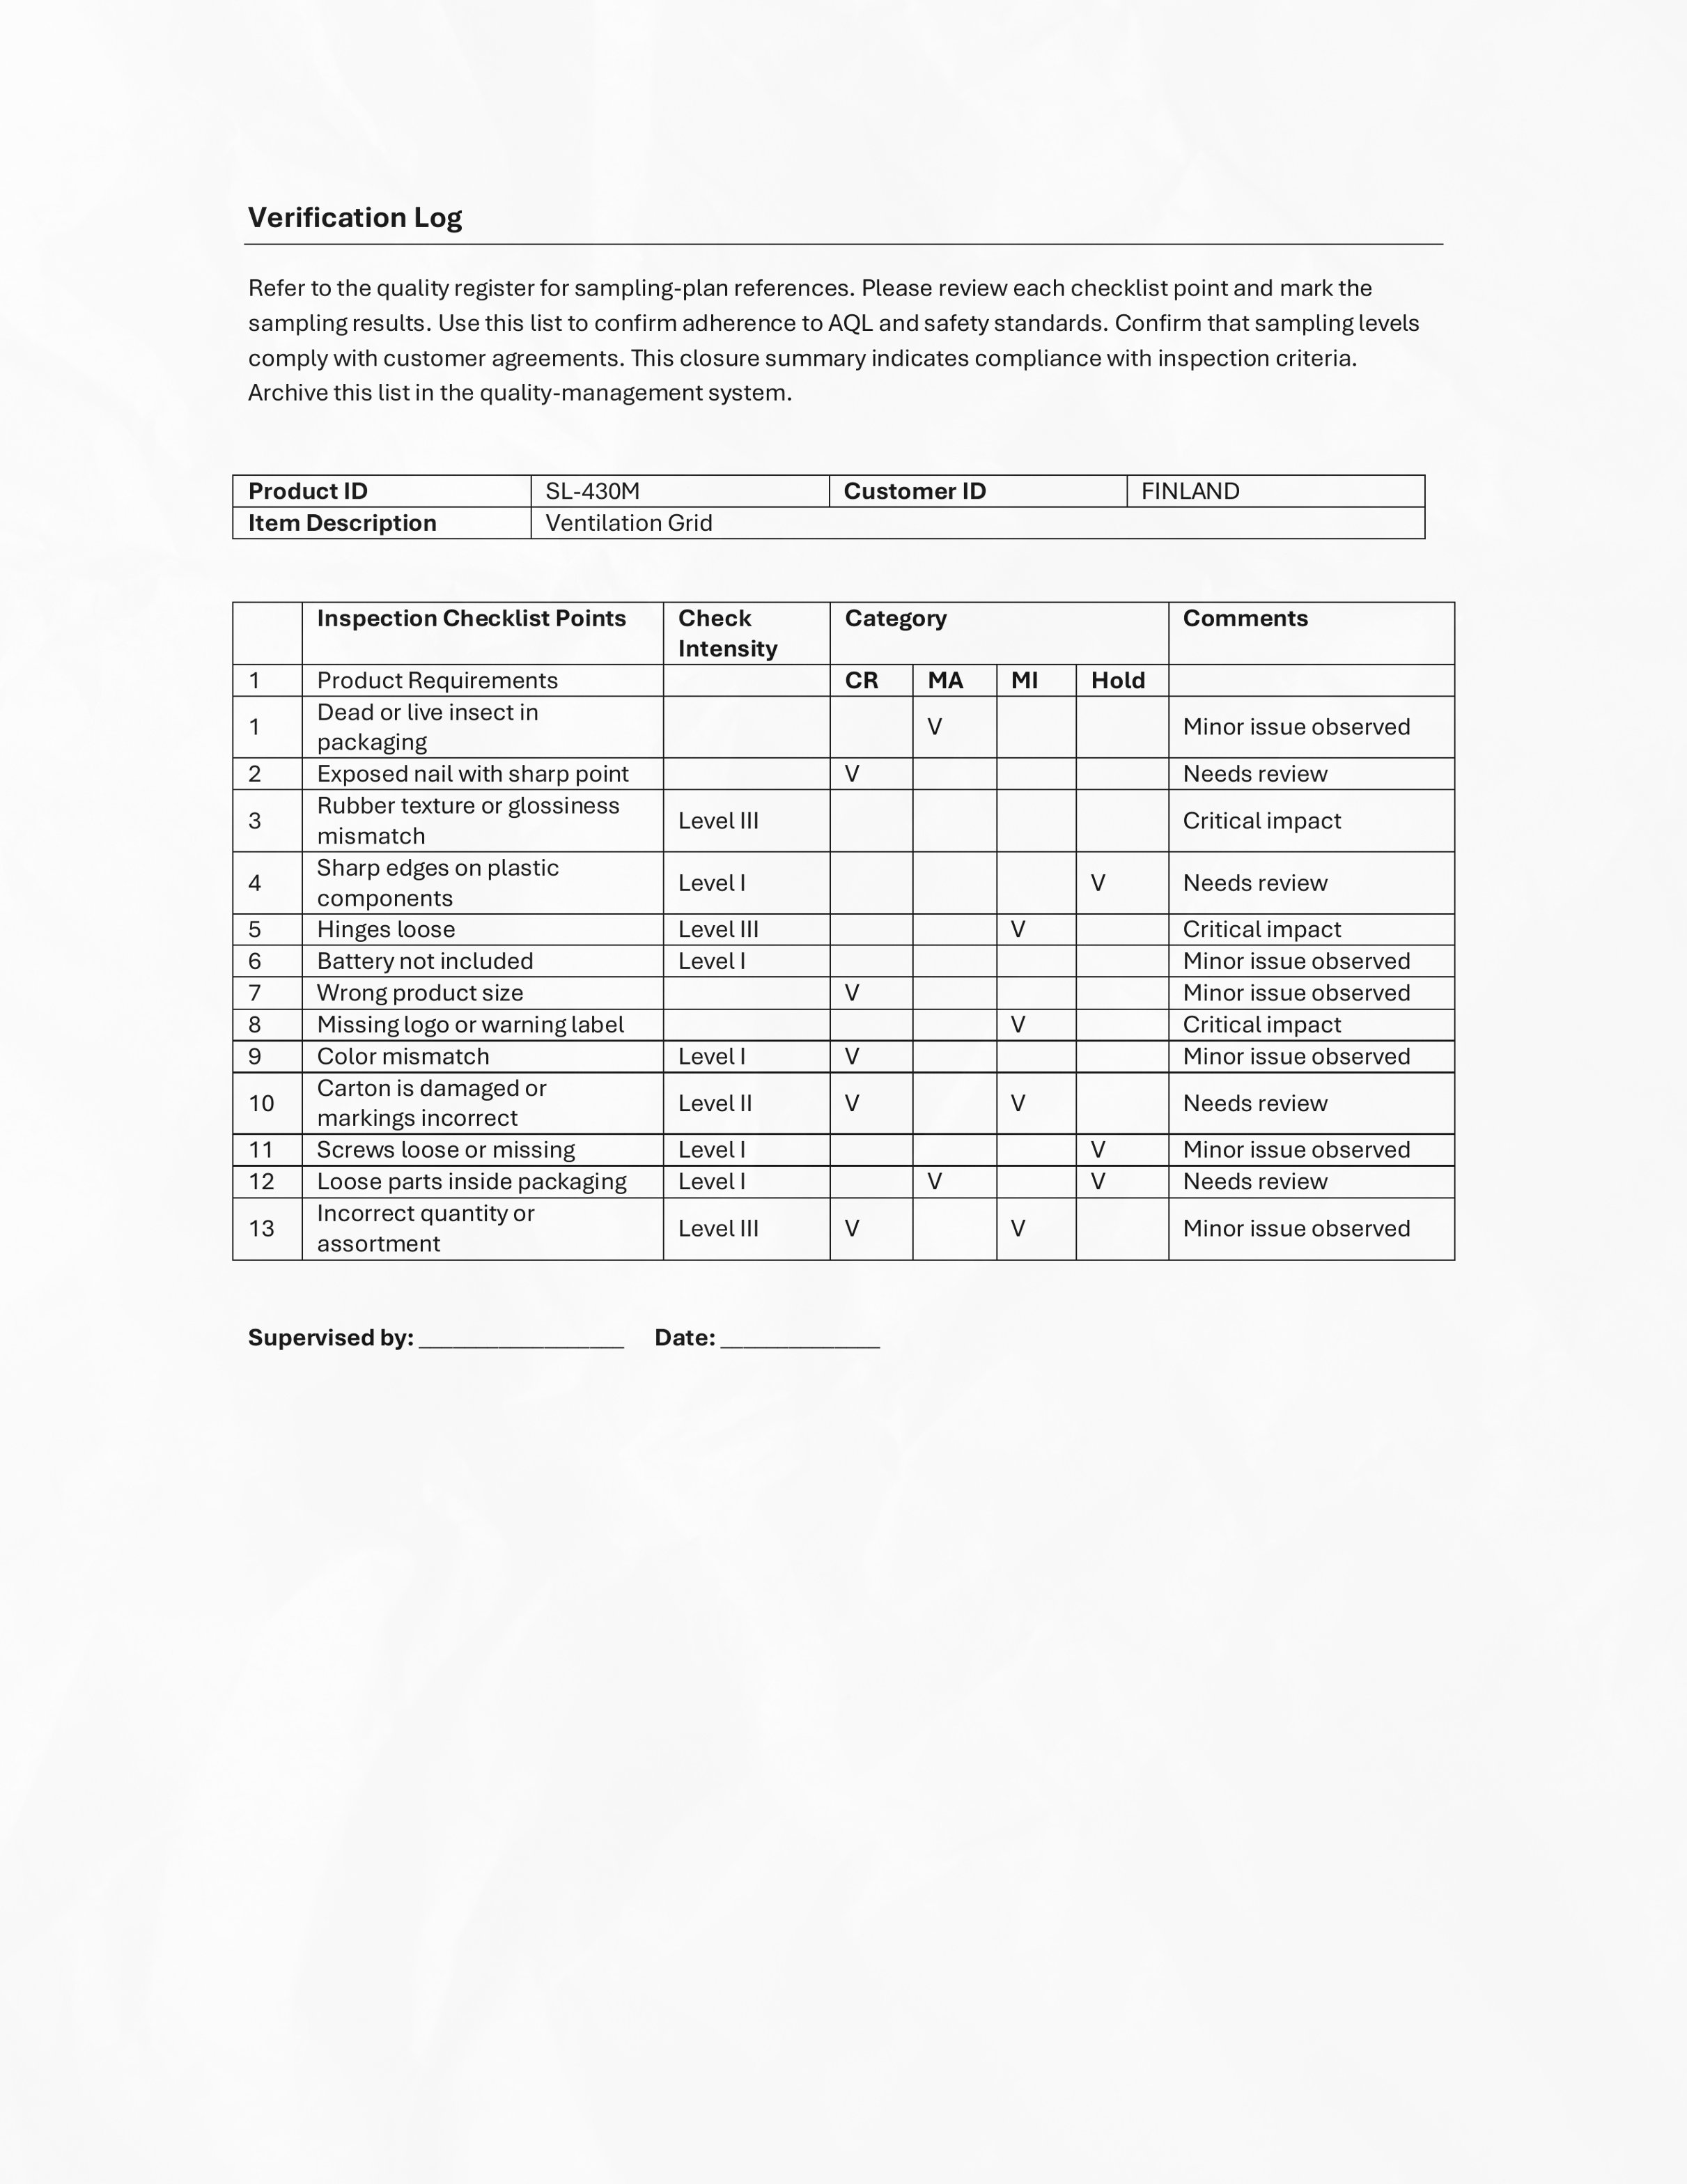 Verification Log
Refer to the quality register for sampling-plan references. Please review each checklist point and mark the
sampling results. Use this list to confirm adherence to AQL and safety standards. Confirm that sampling levels
comply with customer agreements. This closure summary indicates compliance with inspection criteria.
Archive this list in the quality-management system.
Product ID SL-430M Customer ID FINLAND
Item Description Ventilation Grid
Inspection Checklist Points Check Intensity Category Comments
1 Product Requirements CR MA MI Hold
1 Dead or live insect in packaging V Minor issue observed
2 Exposed nail with sharp point V Needs review
3 Rubber texture or glossiness mismatch Level III Critical impact
4 Sharp edges on plastic components Level I V Needs review
5 Hinges loose Level III V Critical impact
6 Battery not included Level I Minor issue observed
7 Wrong product size V Minor issue observed
8 Missing logo or warning label V Critical impact
9 Color mismatch Level I V Minor issue observed
10 Carton is damaged or markings incorrect Level II V V Needs review
11 Screws loose or missing Level I V Minor issue observed
12 Loose parts inside packaging Level I V V Needs review
13 Incorrect quantity or assortment Level III V V Minor issue observed
Supervised by: _________________ Date: _____________